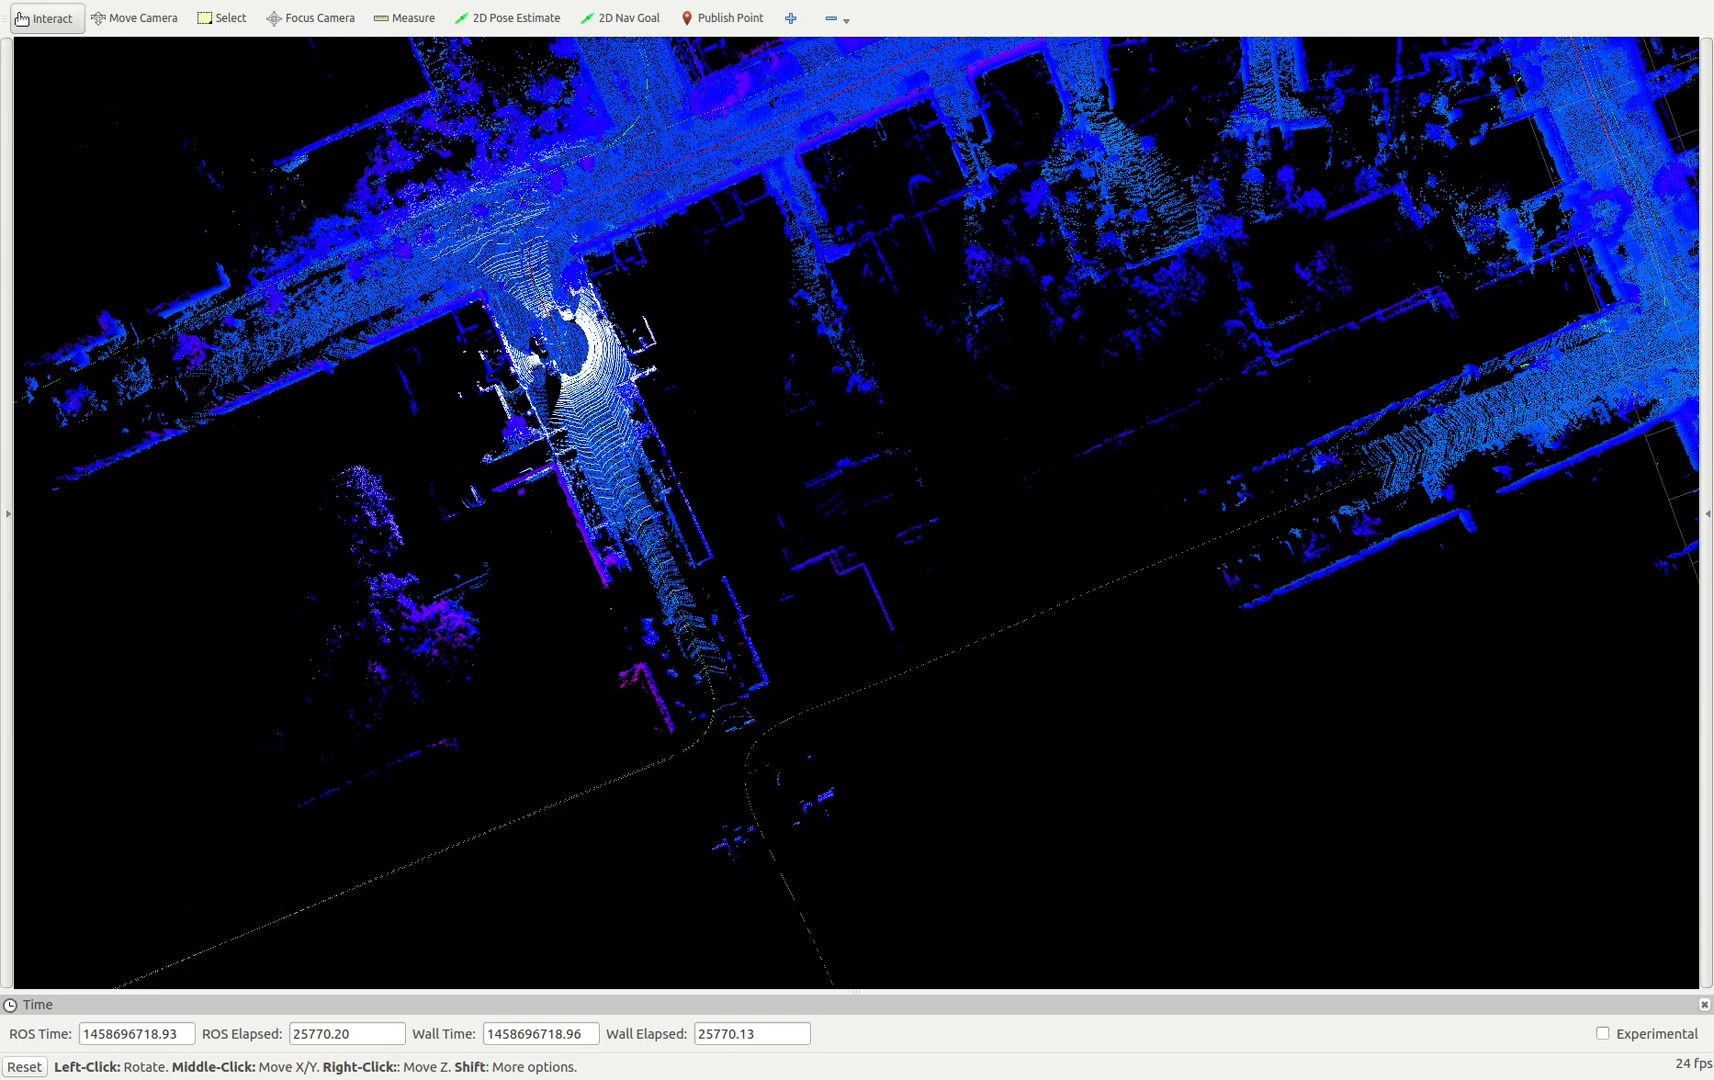 Interact Move Camera Select Focus Camera Measure 2D Pose Estimate 2D Nav Goal Publish Point
Time
ROS Time: 1458696718.93 ROS Elapsed: 25770.20 Wall Time: 1458696718.96 Wall Elapsed: 25770.13 Experimental
Reset Left-Click: Rotate. Middle-Click: Move X/Y. Right-Click:: Move Z. Shift: More options. 24 fps